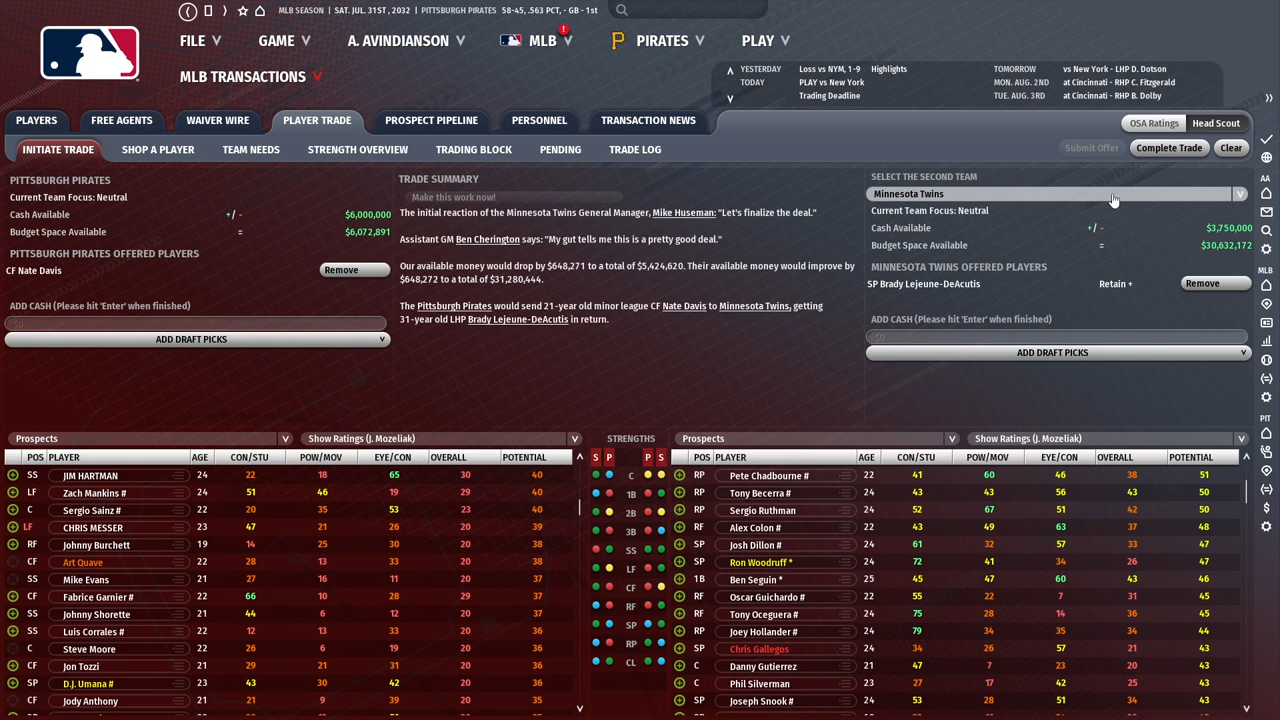 MLB SEASON | SAT. JUL. 31ST , 2032 | PITTSBURGH PIRATES 58-45, .563 PCT, - GB - 1st
FILE GAME A. AVINDIANSON MLB PIRATES PLAY
MLB TRANSACTIONS
YESTERDAY Loss vs NYM, 1-9 Highlights TOMORROW vs New York - LHP D. Dotson
TODAY PLAY vs New York MON. AUG. 2ND at Cincinnati - RHP C. Fitzgerald
Trading Deadline TUE. AUG. 3RD at Cincinnati - RHP B. Dolby
PLAYERS FREE AGENTS WAIVER WIRE PLAYER TRADE PROSPECT PIPELINE PERSONNEL TRANSACTION NEWS
OSA Ratings Head Scout
INITIATE TRADE SHOP A PLAYER TEAM NEEDS STRENGTH OVERVIEW TRADING BLOCK PENDING TRADE LOG
Submit Offer Complete Trade Clear
PITTSBURGH PIRATES
Current Team Focus: Neutral
Cash Available +/ - $6,000,000
Budget Space Available = $6,072,891
PITTSBURGH PIRATES OFFERED PLAYERS
CF Nate Davis Remove
ADD CASH (Please hit 'Enter' when finished)
$0
ADD DRAFT PICKS
TRADE SUMMARY
Make this work now!
The initial reaction of the Minnesota Twins General Manager, Mike Huseman: "Let's finalize the deal."
Assistant GM Ben Cherington says: "My gut tells me this is a pretty good deal."
Our available money would drop by $648,271 to a total of $5,424,620. Their available money would improve by
$648,272 to a total of $31,280,444.
The Pittsburgh Pirates would send 21-year old minor league CF Nate Davis to Minnesota Twins, getting
31-year old LHP Brady Lejeune-DeAcutis in return.
SELECT THE SECOND TEAM
Minnesota Twins
Current Team Focus: Neutral
Cash Available +/ - $3,750,000
Budget Space Available = $30,632,172
MINNESOTA TWINS OFFERED PLAYERS
SP Brady Lejeune-DeAcutis Retain + Remove
ADD CASH (Please hit 'Enter' when finished)
$0
ADD DRAFT PICKS
Prospects Show Ratings (J. Mozeliak)
POS PLAYER AGE CON/STU POW/MOV EYE/CON OVERALL POTENTIAL
SS JIM HARTMAN 24 22 18 65 30 40
LF Zach Mankins # 24 51 46 19 29 40
C Sergio Sainz # 22 20 35 53 23 40
LF CHRIS MESSER 23 47 21 26 20 39
RF Johnny Burchett 19 14 25 30 20 38
CF Art Quave 22 28 13 33 20 38
SS Mike Evans 21 27 16 11 20 37
CF Fabrice Garnier # 22 66 10 28 29 37
SS Johnny Shorette 21 44 6 12 20 37
SS Luis Corrales # 22 12 13 33 20 36
C Steve Moore 22 26 6 19 20 36
CF Jon Tozzi 21 29 21 31 20 36
SP D.J. Umana # 23 43 30 42 20 36
CF Jody Anthony 21 21 9 39 20 35
STRENGTHS
S P P S
C
1B
2B
3B
SS
LF
CF
RF
SP
RP
CL
Prospects Show Ratings (J. Mozeliak)
POS PLAYER AGE CON/STU POW/MOV EYE/CON OVERALL POTENTIAL
RP Pete Chadbourne # 22 41 60 46 38 51
RP Tony Becerra # 24 43 43 56 43 50
RP Sergio Ruthman 24 52 67 51 42 50
RF Alex Colon # 22 43 49 63 37 48
SP Josh Dillon # 24 61 32 57 33 47
SP Ron Woodruff * 22 72 41 34 26 47
1B Ben Seguin * 25 45 47 60 43 46
RF Oscar Guichardo # 22 55 22 7 31 45
RF Tony Oceguera # 24 75 28 14 36 45
RP Joey Hollander # 24 79 34 35 34 44
SP Chris Gallegos 24 34 26 57 21 43
C Danny Gutierrez 21 47 7 23 20 43
C Phil Silverman 23 27 17 42 25 43
SP Joseph Snook # 24 53 28 51 34 43
AA
MLB
PIT